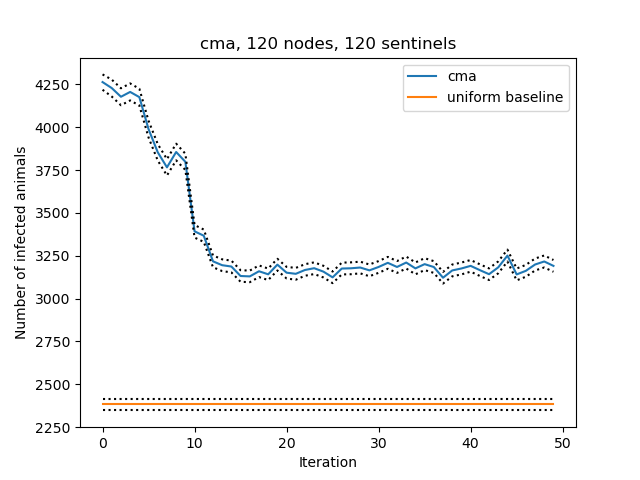 cma, 120 nodes, 120 sentinels
cma
uniform baseline
Number of infected animals
4250
4000
3750
3500
3250
3000
2750
2500
2250
0 10 20 30 40 50
Iteration